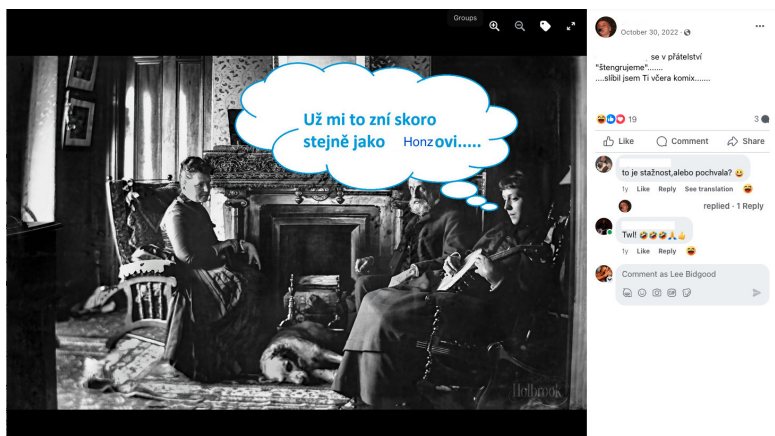 Groups
Už mi to zní skoro
stejně jako Honzovi.....
Holbrook
October 30, 2022 ·
se v přátelství
"štengrujeme".......
....slíbil jsem Ti včera komix.......
19
3
Like
Comment
Share
to je stažnost,alebo pochvala? 😃
1y Like Reply See translation
replied · 1 Reply
Twl! 🤣🤣🤣🙏👍
1y Like Reply
Comment as Lee Bidgood
GIF